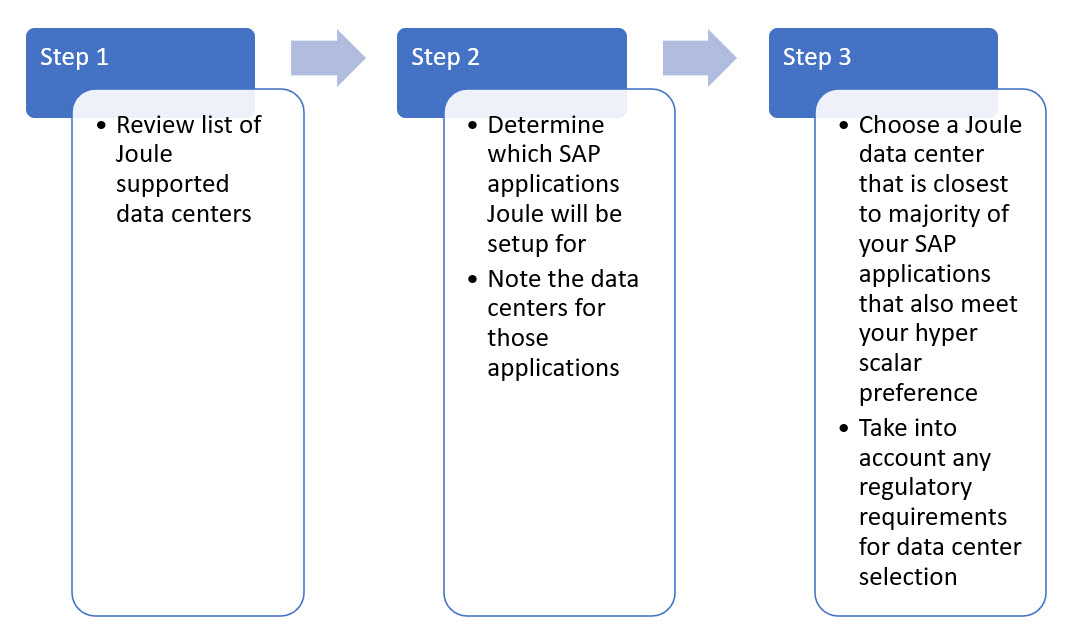 Step 1
• Review list of
Joule
supported
data centers
Step 2
• Determine
which SAP
applications
Joule will be
setup for
• Note the data
centers for
those
applications
Step 3
• Choose a Joule
data center
that is closest
to majority of
your SAP
applications
that also meet
your hyper
scalar
preference
• Take into
account any
regulatory
requirements
for data center
selection